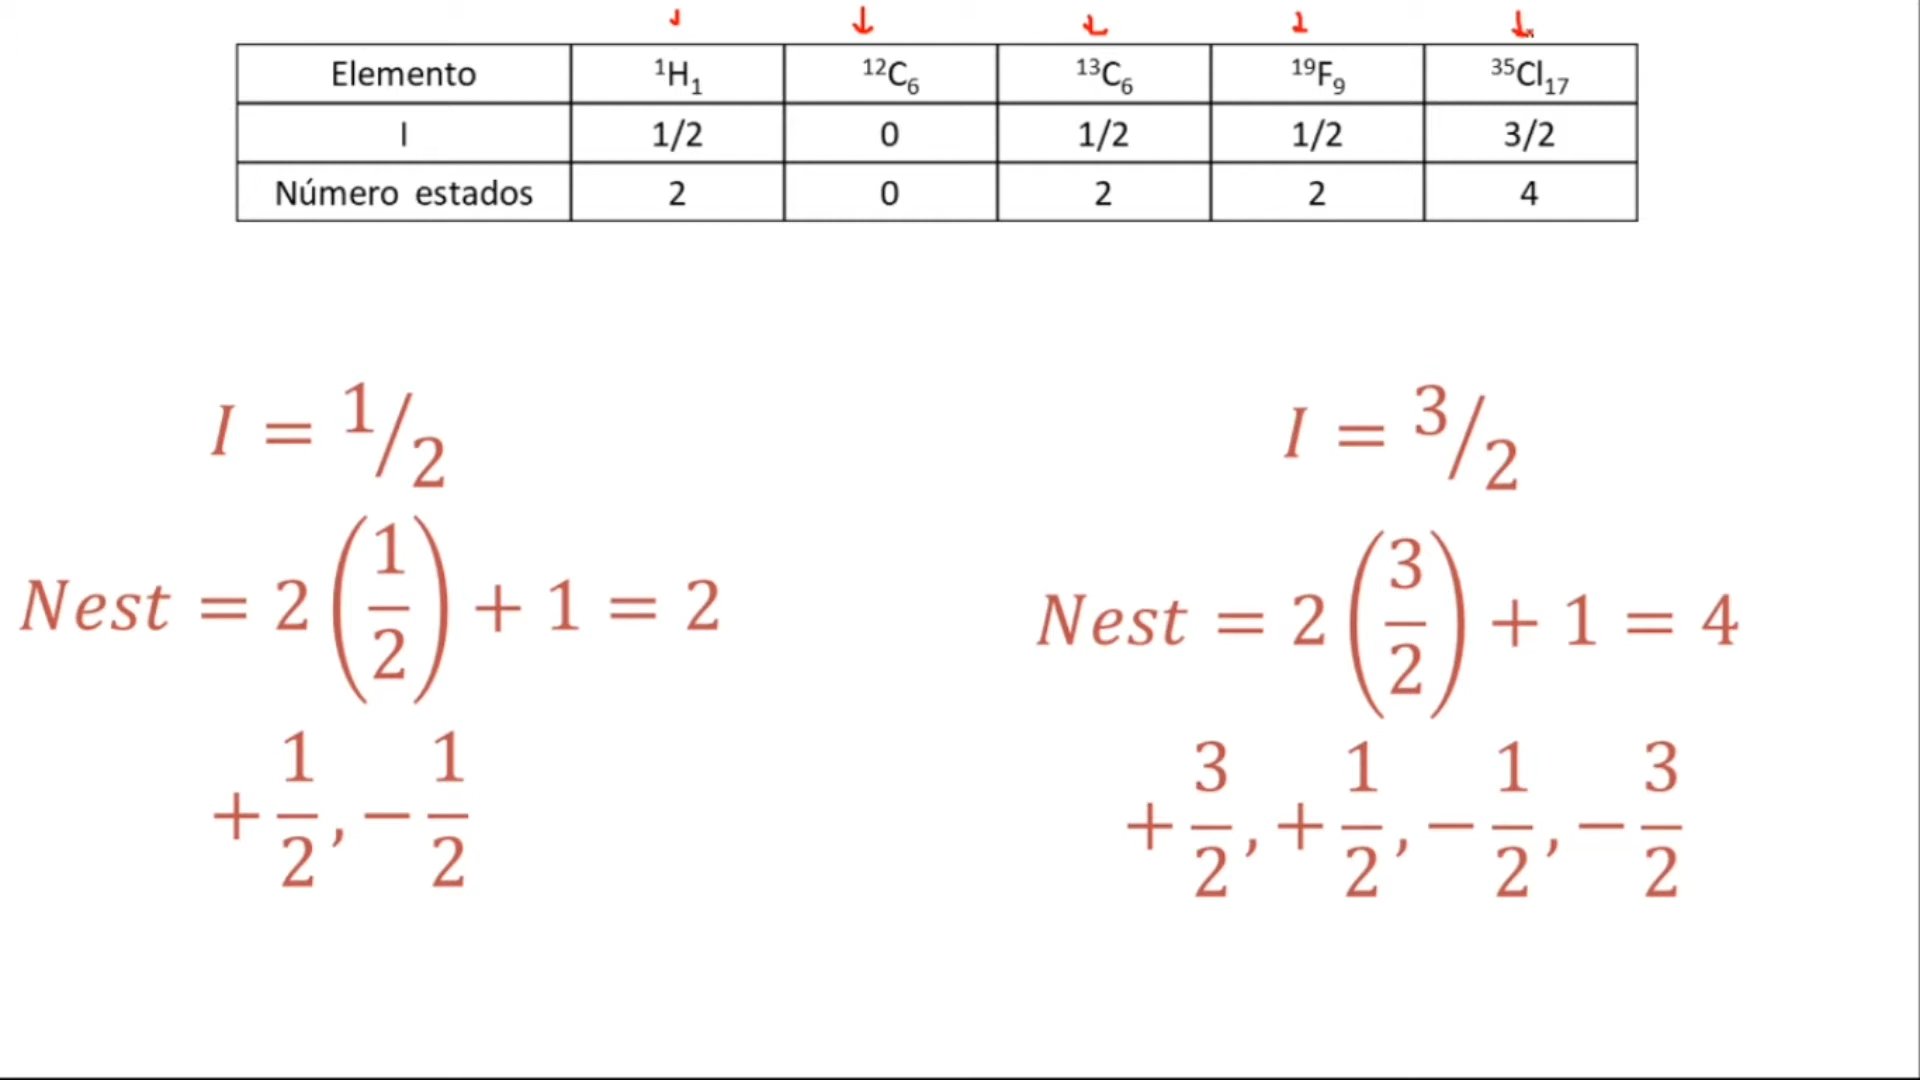 Elemento ¹H₁ ¹²C₆ ¹³C₆ ¹⁹F₉ ³⁵Cl₁₇
I 1/2 0 1/2 1/2 3/2
Número estados 2 0 2 2 4
I = 1/2
Nest = 2(1/2) + 1 = 2
+1/2, −1/2
I = 3/2
Nest = 2(3/2) + 1 = 4
+3/2, +1/2, −1/2, −3/2